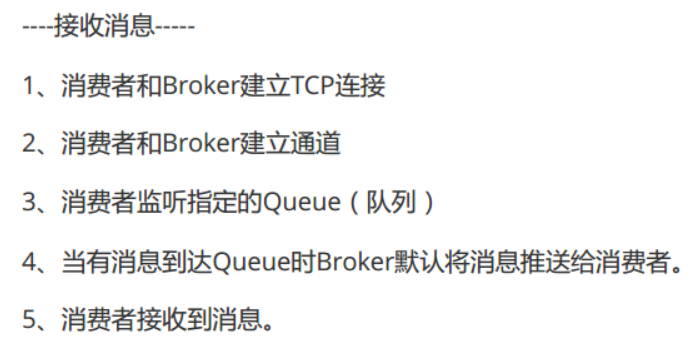 ----接收消息-----
1、消费者和Broker建立TCP连接
2、消费者和Broker建立通道
3、消费者监听指定的Queue（队列）
4、当有消息到达Queue时Broker默认将消息推送给消费者。
5、消费者接收到消息。